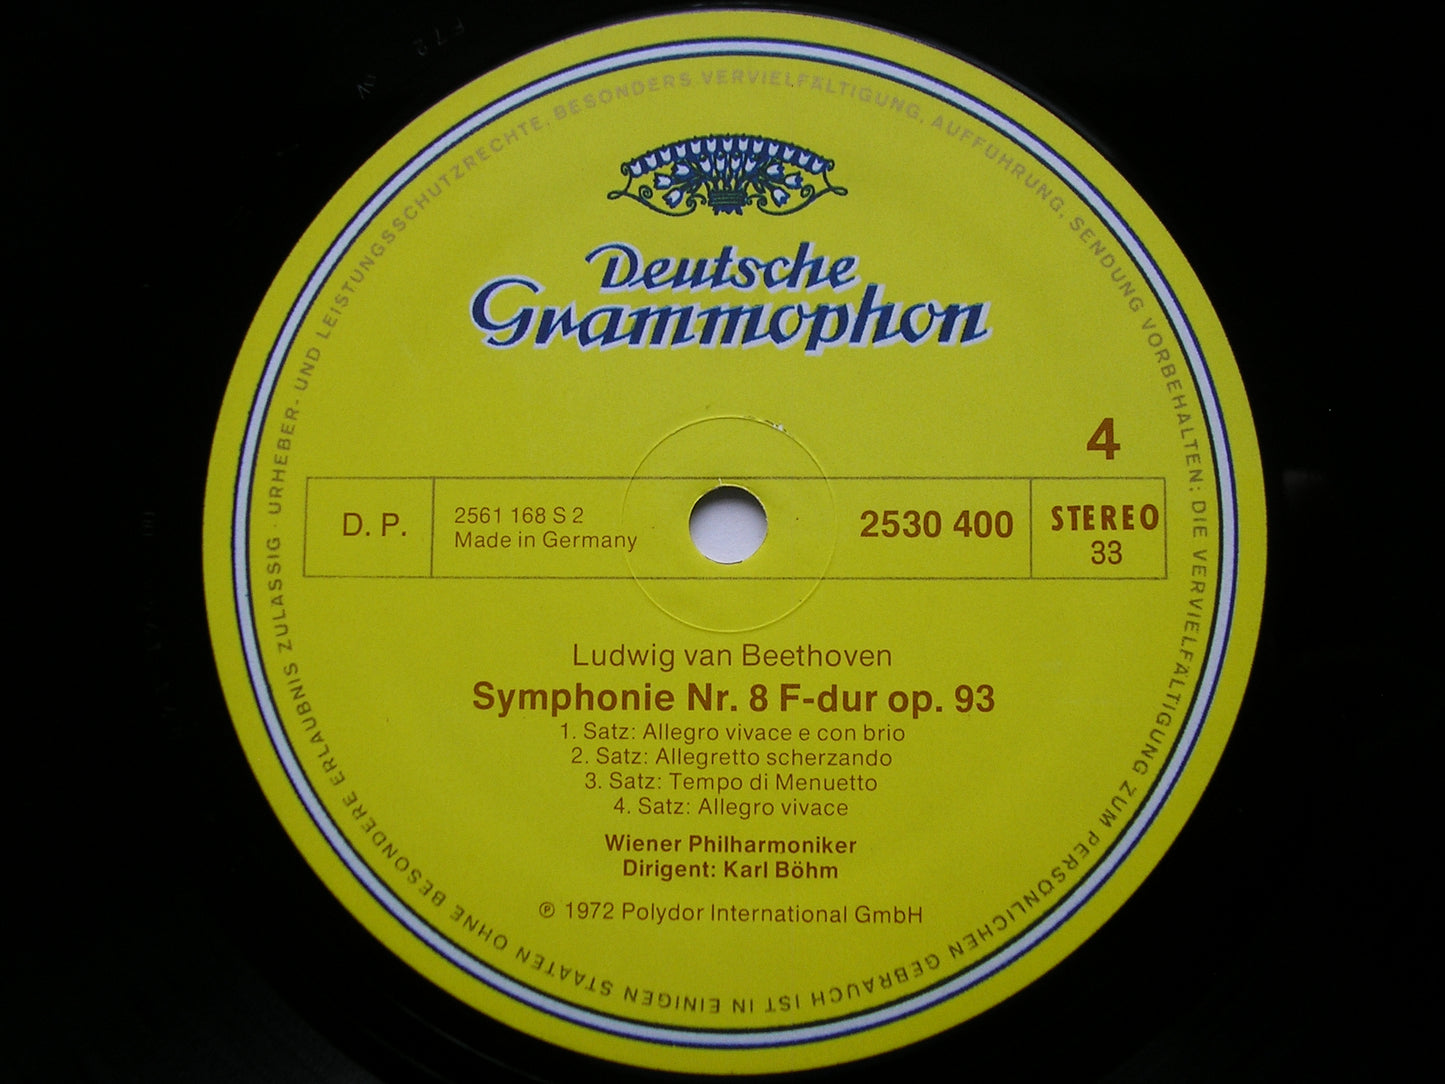 URHEBER- UND LEISTUNGSSCHUTZRECHTE, BESONDERS VERVIELFÄLTIGUNG, AUFFÜHRUNG, SENDUNG VORBEHALTEN; DIE VERVIELFÄLTIGUNG ZUM PERSÖNLICHEN GEBRAUCH IST IN EINIGEN STAATEN OHNE BESONDERE ERLAUBNIS ZULÄSSIG ·
Deutsche
Grammophon
4
D. P.
2561 168 S 2
Made in Germany
2530 400
STEREO
33
Ludwig van Beethoven
Symphonie Nr. 8 F-dur op. 93
1. Satz: Allegro vivace e con brio
2. Satz: Allegretto scherzando
3. Satz: Tempo di Menuetto
4. Satz: Allegro vivace
Wiener Philharmoniker
Dirigent: Karl Böhm
℗ 1972 Polydor International GmbH